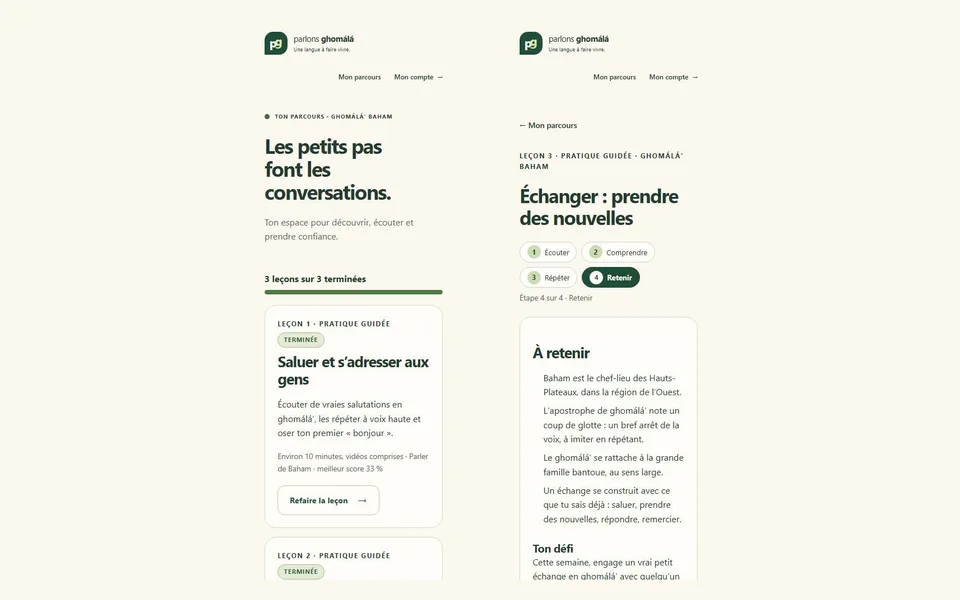 pg parlons ghomálá
Une langue à faire vivre.
Mon parcours Mon compte →
TON PARCOURS · GHOMÁLÁ’ BAHAM
Les petits pas
font les
conversations.
Ton espace pour découvrir, écouter et
prendre confiance.
3 leçons sur 3 terminées
LEÇON 1 · PRATIQUE GUIDÉE
TERMINÉE
Saluer et s’adresser aux
gens
Écouter de vraies salutations en
ghomálá’, les répéter à voix haute et
oser ton premier « bonjour ».
Environ 10 minutes, vidéos comprises · Parler
de Baham · meilleur score 33 %
Refaire la leçon →
LEÇON 2 · PRATIQUE GUIDÉE
TERMINÉE
pg parlons ghomálá
Une langue à faire vivre.
Mon parcours Mon compte →
← Mon parcours
LEÇON 3 · PRATIQUE GUIDÉE · GHOMÁLÁ’
BAHAM
Échanger : prendre
des nouvelles
1 Écouter 2 Comprendre
3 Répéter 4 Retenir
Étape 4 sur 4 · Retenir
À retenir
Baham est le chef-lieu des Hauts-
Plateaux, dans la région de l’Ouest.
L’apostrophe de ghomálá’ note un
coup de glotte : un bref arrêt de la
voix, à imiter en répétant.
Le ghomálá’ se rattache à la grande
famille bantoue, au sens large.
Un échange se construit avec ce
que tu sais déjà : saluer, prendre
des nouvelles, répondre, remercier.
Ton défi
Cette semaine, engage un vrai petit
échange en ghomálá’ avec quelqu’un